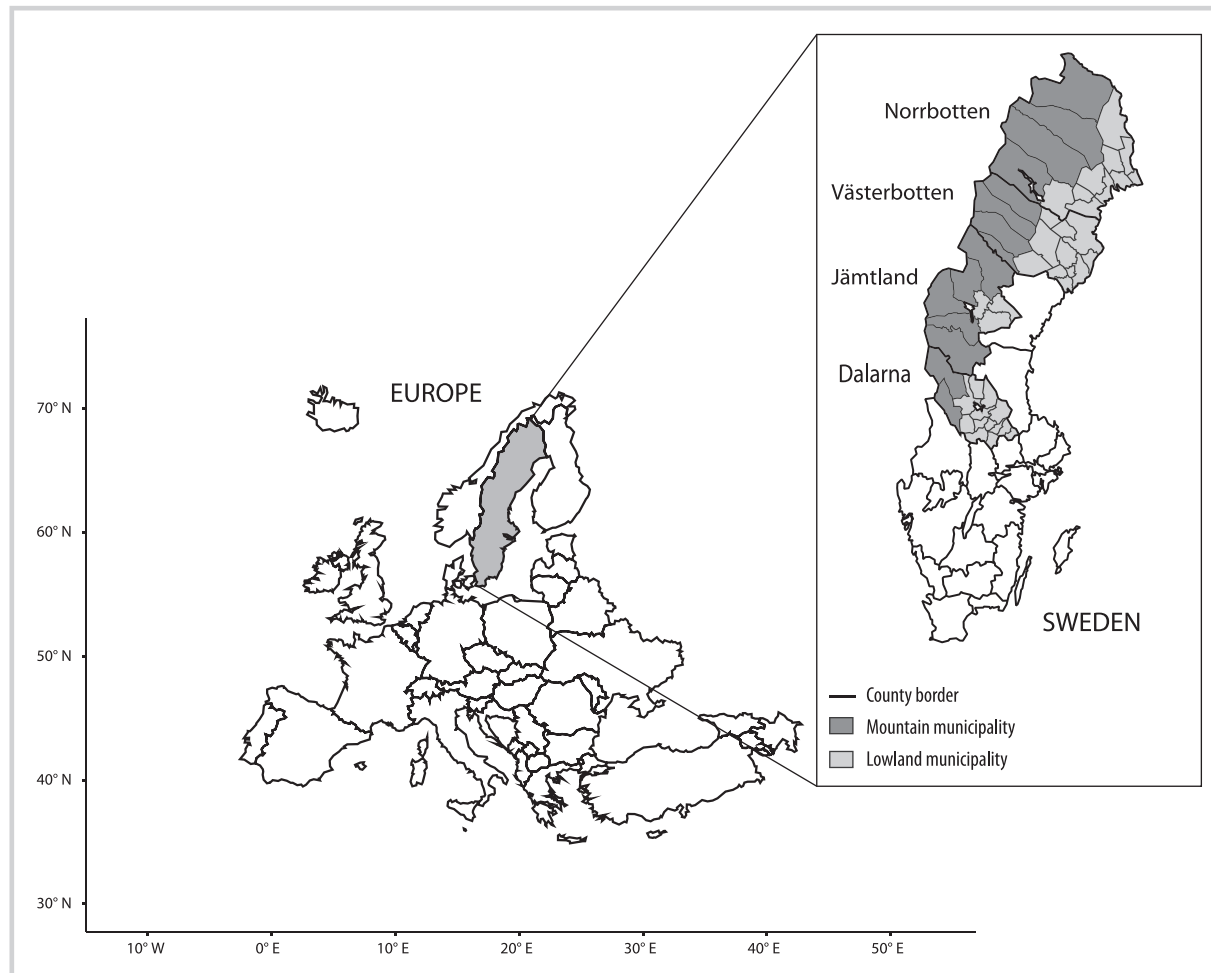 Norrbotten
Västerbotten
Jämtland
Dalarna
EUROPE
SWEDEN
County border
Mountain municipality
Lowland municipality
70° N
60° N
50° N
40° N
30° N
10° W
0° E
10° E
20° E
30° E
40° E
50° E